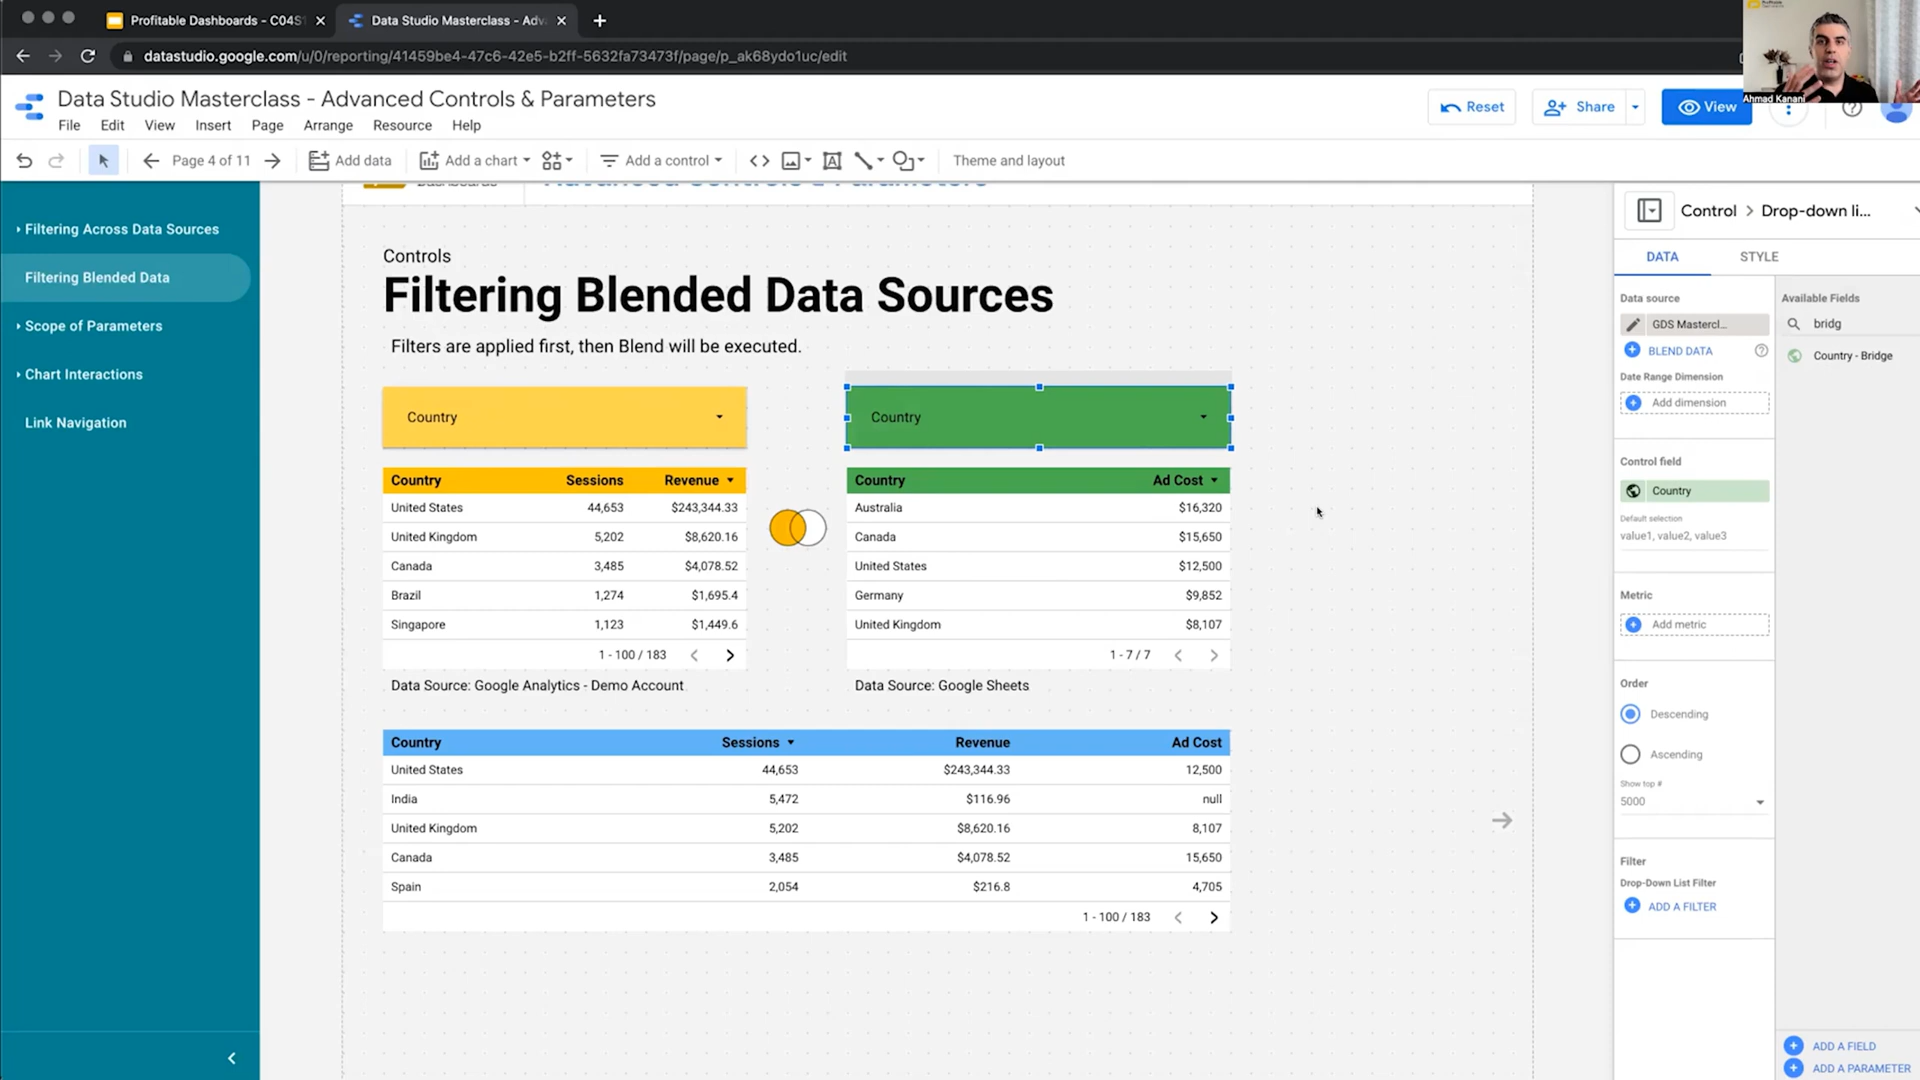 Profitable Dashboards - C04S
Data Studio Masterclass - Adv
datastudio.google.com/u/0/reporting/41459be4-47c6-42e5-b2ff-5632fa73473f/page/p_ak68ydo1uc/edit
Ahmad Kanani
Data Studio Masterclass - Advanced Controls & Parameters
Reset
Share
View
File Edit View Insert Page Arrange Resource Help
Page 4 of 11
Add data
Add a chart
Add a control
Theme and layout
Dashboards
Advanced Controls & Parameters
Filtering Across Data Sources
Filtering Blended Data
Scope of Parameters
Chart Interactions
Link Navigation
Controls
Filtering Blended Data Sources
Filters are applied first, then Blend will be executed.
Country
Country
Country Sessions Revenue
United States 44,653 $243,344.33
United Kingdom 5,202 $8,620.16
Canada 3,485 $4,078.52
Brazil 1,274 $1,695.4
Singapore 1,123 $1,449.6
1 - 100 / 183
Data Source: Google Analytics - Demo Account
Country Ad Cost
Australia $16,320
Canada $15,650
United States $12,500
Germany $9,852
United Kingdom $8,107
1 - 7 / 7
Data Source: Google Sheets
Country Sessions Revenue Ad Cost
United States 44,653 $243,344.33 12,500
India 5,472 $116.96 null
United Kingdom 5,202 $8,620.16 8,107
Canada 3,485 $4,078.52 15,650
Spain 2,054 $216.8 4,705
1 - 100 / 183
Control > Drop-down li...
DATA STYLE
Data source
GDS Mastercl...
BLEND DATA
Date Range Dimension
Add dimension
Control field
Country
Default selection
value1, value2, value3
Metric
Add metric
Order
Descending
Ascending
Show top #
5000
Filter
Drop-Down List Filter
ADD A FILTER
Available Fields
bridg
Country - Bridge
ADD A FIELD
ADD A PARAMETER